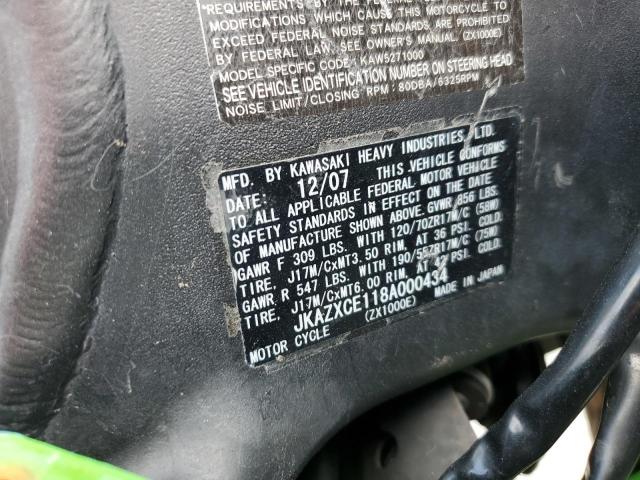 *REQUIREMENTS BY
MODIFICATIONS WHICH CAUSE THIS MOTORCYCLE TO
EXCEED FEDERAL NOISE STANDARDS ARE PROHIBITED
BY FEDERAL LAW. SEE OWNER'S MANUAL. (ZX1000E)
MODEL SPECIFIC CODE: KAW5271000
SEE VEHICLE IDENTIFICATION NUMBER ON STEERING HEAD
NOISE LIMIT/CLOSING RPM: 80DBA/6325RPM
MFD. BY KAWASAKI HEAVY INDUSTRIES, LTD.
DATE: 12/07 THIS VEHICLE CONFORMS
TO ALL APPLICABLE FEDERAL MOTOR VEHICLE
SAFETY STANDARDS IN EFFECT ON THE DATE
OF MANUFACTURE SHOWN ABOVE. GVWR 856 LBS.
GAWR F 309 LBS. WITH 120/70ZR17M/C (58W)
TIRE, J17M/CxMT3.50 RIM, AT 36 PSI. COLD.
GAWR R 547 LBS. WITH 190/55ZR17M/C (75W)
TIRE, J17M/CxMT6.00 RIM, AT 42 PSI. COLD.
JKAZXCE118A000434
MOTOR CYCLE (ZX1000E) MADE IN JAPAN